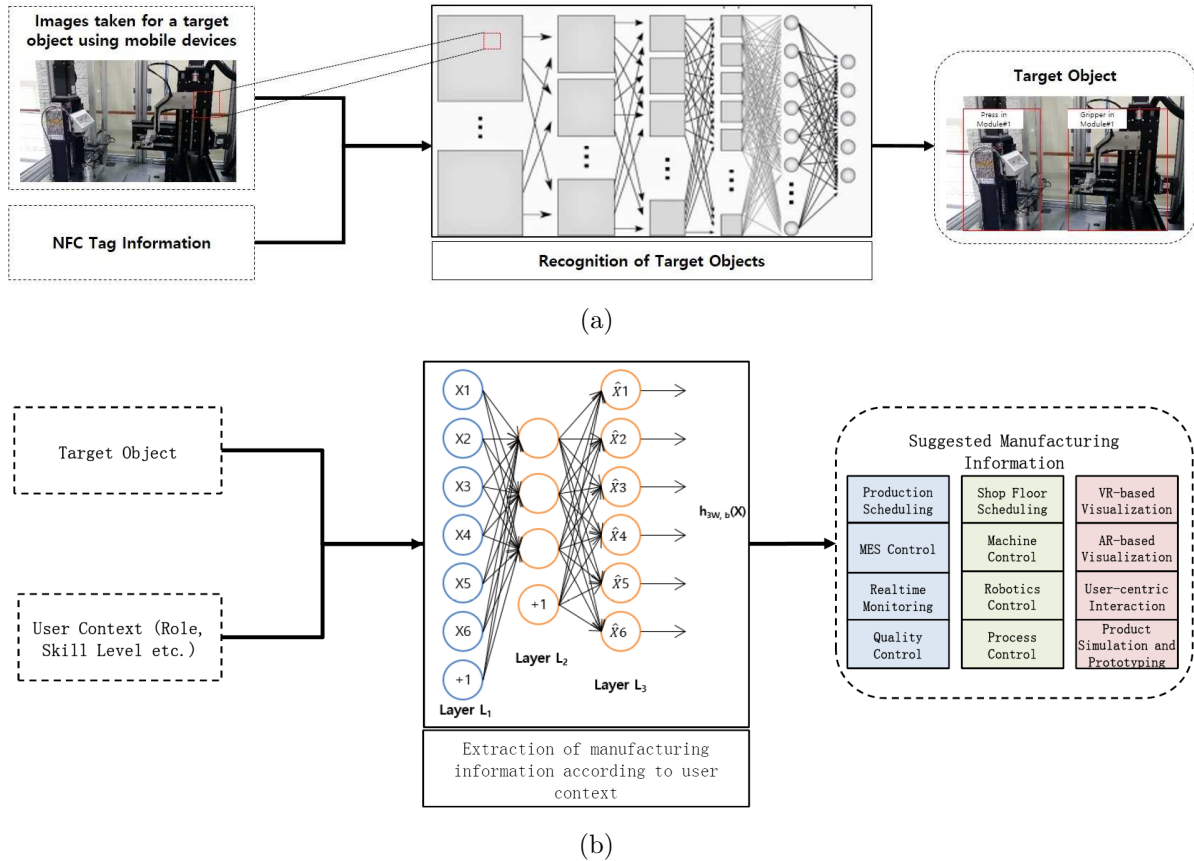 Images taken for a target
object using mobile devices
NFC Tag Information
Recognition of Target Objects
Target Object
Press in
Module#1
Gripper in
Module#1
(a)
Target Object
User Context (Role,
Skill Level etc.)
X1
X2
X3
X4
X5
X6
+1
Layer L₁
+1
Layer L₂
X̂1
X̂2
X̂3
X̂4
X̂5
X̂6
Layer L₃
h₃W, b(X)
Extraction of manufacturing
information according to user
context
Suggested Manufacturing
Information
Production
Scheduling
MES Control
Realtime
Monitoring
Quality
Control
Shop Floor
Scheduling
Machine
Control
Robotics
Control
Process
Control
VR-based
Visualization
AR-based
Visualization
User-centric
Interaction
Product
Simulation and
Prototyping
(b)